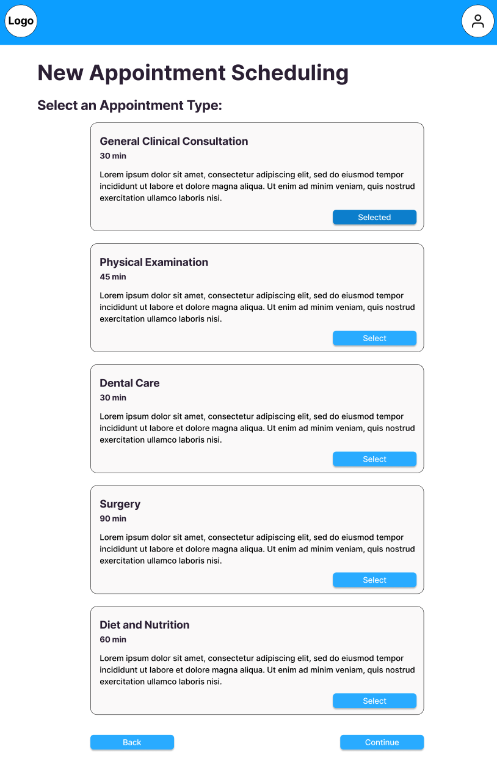 Logo
New Appointment Scheduling
Select an Appointment Type:
General Clinical Consultation
30 min
Lorem ipsum dolor sit amet, consectetur adipiscing elit, sed do eiusmod tempor
incididunt ut labore et dolore magna aliqua. Ut enim ad minim veniam, quis nostrud
exercitation ullamco laboris nisi.
Selected
Physical Examination
45 min
Lorem ipsum dolor sit amet, consectetur adipiscing elit, sed do eiusmod tempor
incididunt ut labore et dolore magna aliqua. Ut enim ad minim veniam, quis nostrud
exercitation ullamco laboris nisi.
Select
Dental Care
30 min
Lorem ipsum dolor sit amet, consectetur adipiscing elit, sed do eiusmod tempor
incididunt ut labore et dolore magna aliqua. Ut enim ad minim veniam, quis nostrud
exercitation ullamco laboris nisi.
Select
Surgery
90 min
Lorem ipsum dolor sit amet, consectetur adipiscing elit, sed do eiusmod tempor
incididunt ut labore et dolore magna aliqua. Ut enim ad minim veniam, quis nostrud
exercitation ullamco laboris nisi.
Select
Diet and Nutrition
60 min
Lorem ipsum dolor sit amet, consectetur adipiscing elit, sed do eiusmod tempor
incididunt ut labore et dolore magna aliqua. Ut enim ad minim veniam, quis nostrud
exercitation ullamco laboris nisi.
Select
Back
Continue